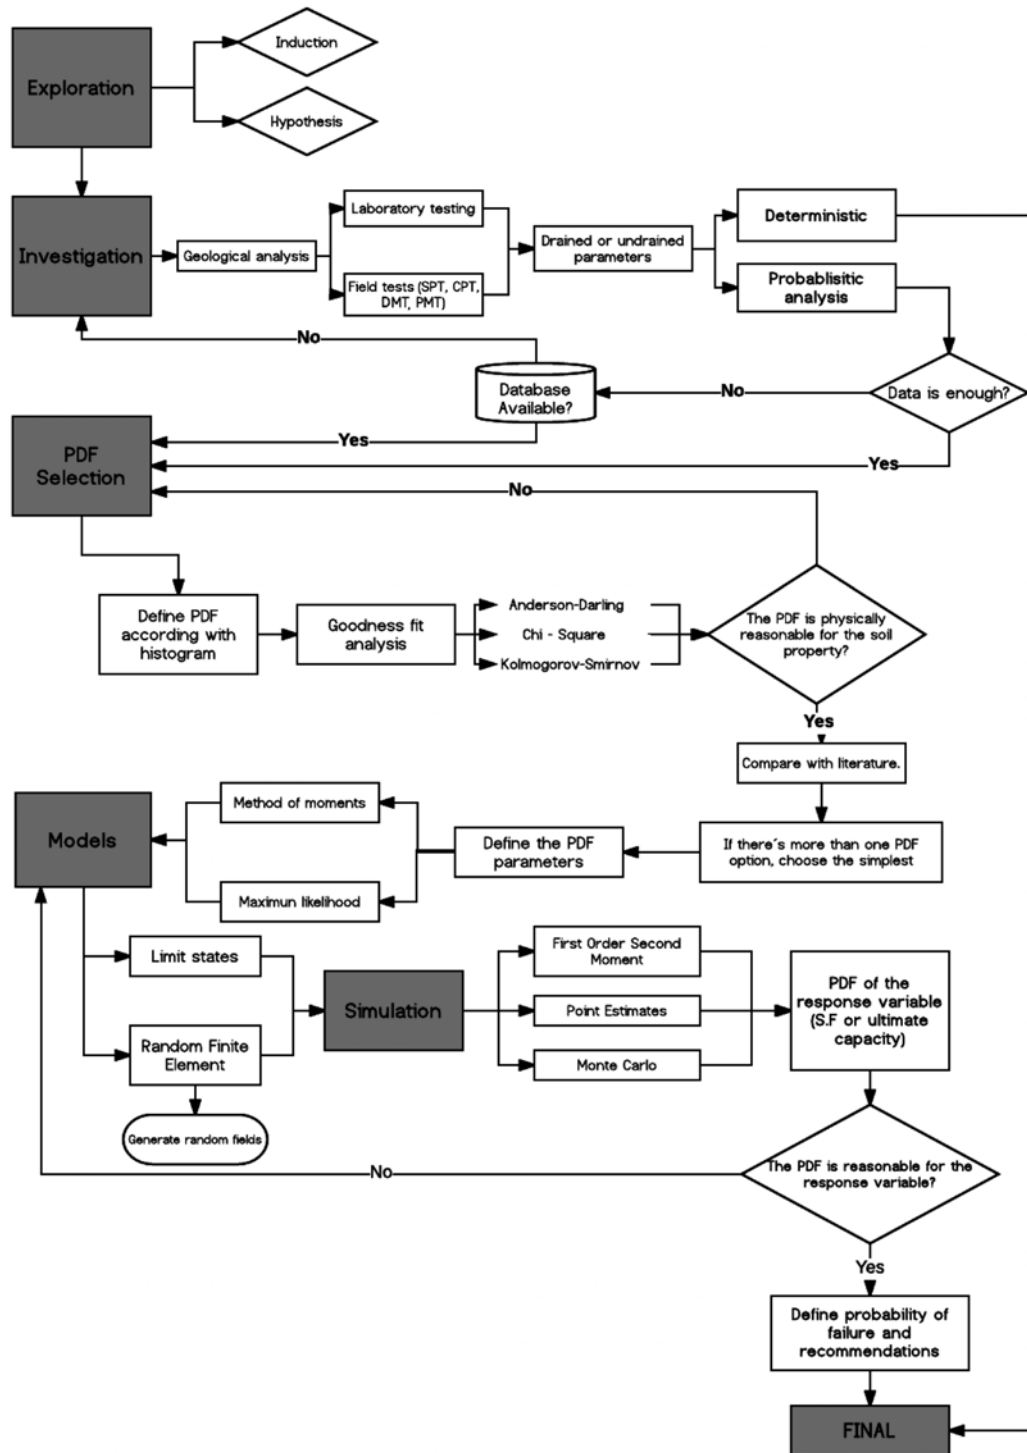 Exploration
Induction
Hypothesis
Investigation
Geological analysis
Laboratory testing
Field tests (SPT, CPT,
DMT, PMT)
Drained or undrained
parameters
Deterministic
Probablisitic
analysis
No
Database
Available?
No
Data is enough?
Yes
Yes
No
PDF
Selection
Define PDF
according with
histogram
Goodness fit
analysis
Anderson-Darling
Chi - Square
Kolmogorov-Smirnov
The PDF is physically
reasonable for the soil
property?
Yes
Compare with literature.
If there´s more than one PDF
option, choose the simplest
Define the PDF
parameters
Method of moments
Maximun likelihood
Models
Limit states
Random Finite
Element
Generate random fields
Simulation
First Order Second
Moment
Point Estimates
Monte Carlo
PDF of the
response variable
(S.F or ultimate
capacity)
The PDF is reasonable for the
response variable?
No
Yes
Define probability of
failure and
recommendations
FINAL